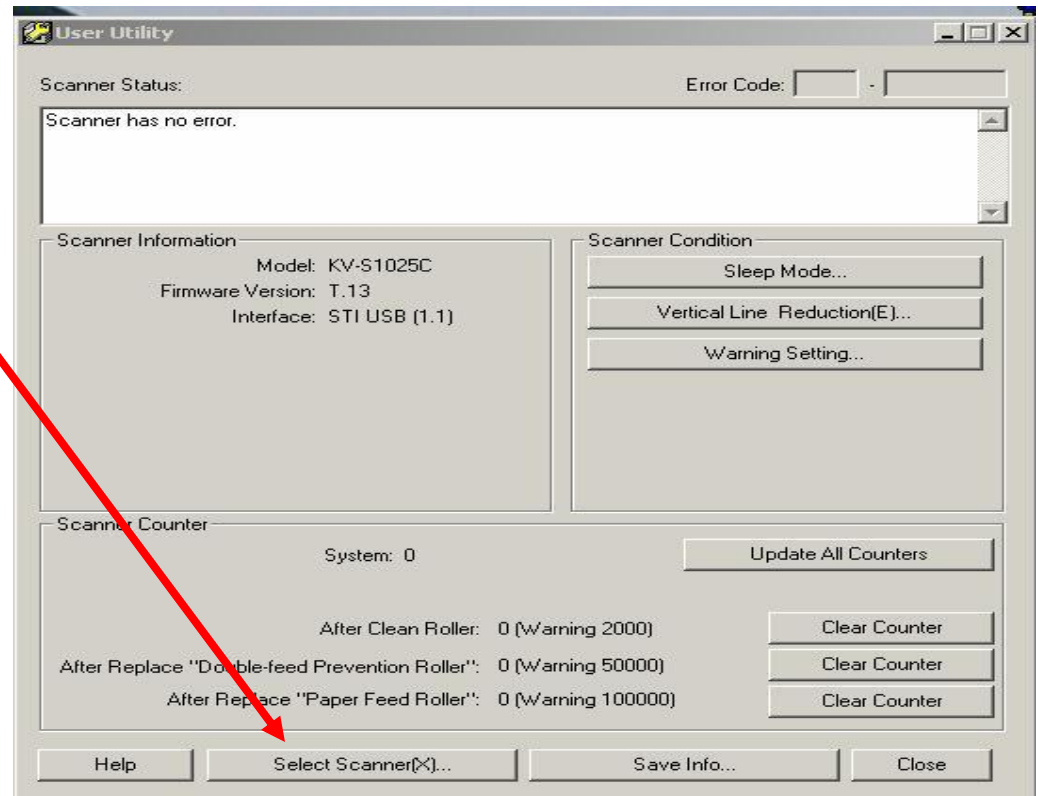 User Utility
Scanner Status:
Error Code: -
Scanner has no error.
Scanner Information
Model: KV-S1025C
Firmware Version: T.13
Interface: STI USB (1.1)
Scanner Condition
Sleep Mode...
Vertical Line Reduction(E)...
Warning Setting...
Scanner Counter
System: 0
Update All Counters
After Clean Roller: 0 (Warning 2000) Clear Counter
After Replace "Double-feed Prevention Roller": 0 (Warning 50000) Clear Counter
After Replace "Paper Feed Roller": 0 (Warning 100000) Clear Counter
Help Select Scanner(X)... Save Info... Close